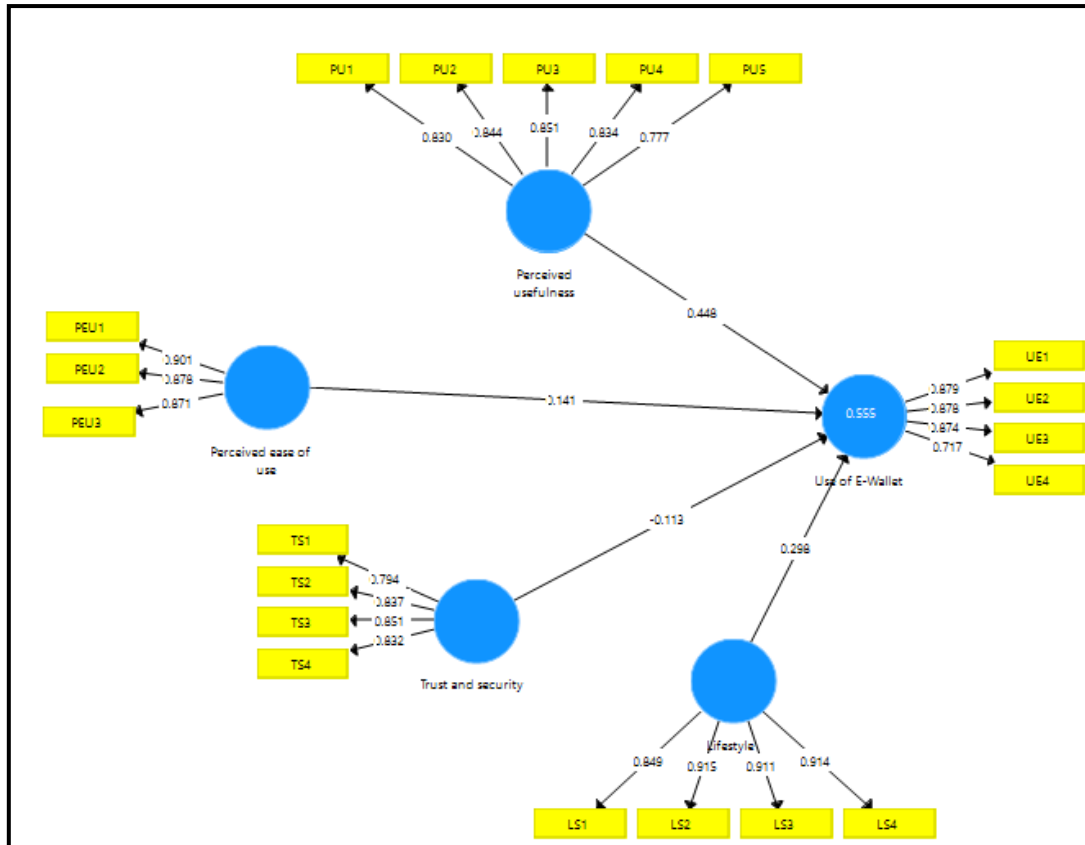 PU1 PU2 PU3 PU4 PU5
0.830 0.844 0.851 0.834 0.777
Perceived
usefulness
0.448
PEU1
PEU2
PEU3
0.901
0.878
0.871
Perceived ease of
use
0.141
UE1
UE2
UE3
UE4
0.879
0.878
0.874
0.717
0.555
Use of E-Wallet
-0.113
0.298
TS1
TS2
TS3
TS4
0.794
0.837
0.851
0.832
Trust and security
Lifestyle
0.849 0.915 0.911 0.914
LS1 LS2 LS3 LS4